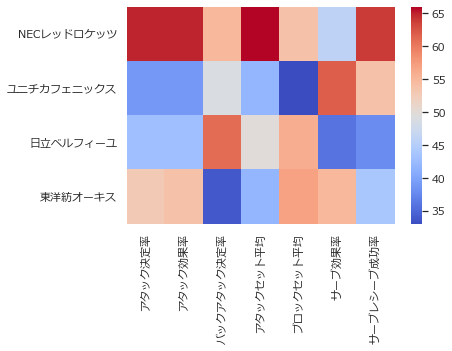 NECレッドロケッツ
ユニチカフェニックス
日立ベルフィーユ
東洋紡オーキス
アタック決定率
アタック効果率
バックアタック決定率
アタックセット平均
ブロックセット平均
サーブ効果率
サーブレシーブ成功率
65
60
55
50
45
40
35